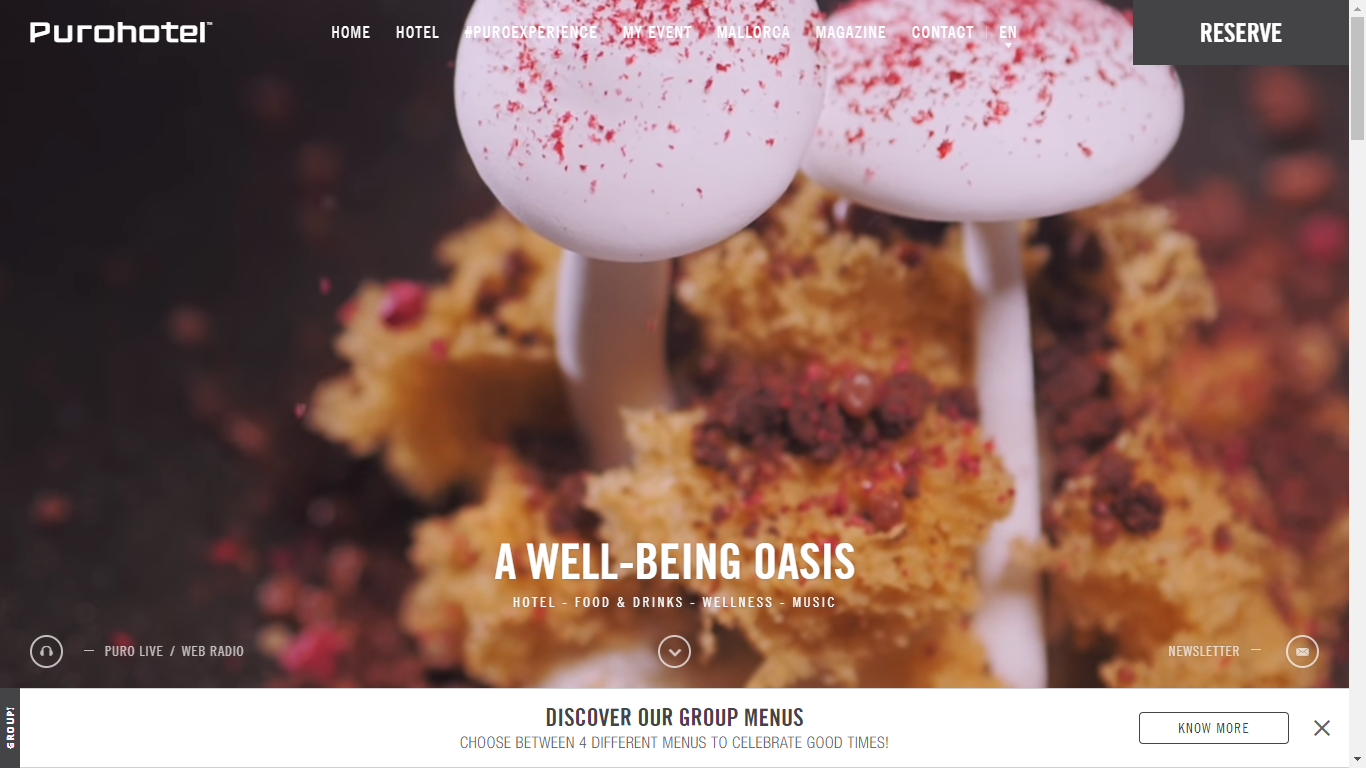 Purohotel™
HOME HOTEL #PUROEXPERIENCE MY EVENT MALLORCA MAGAZINE CONTACT EN
RESERVE
A WELL-BEING OASIS
HOTEL - FOOD & DRINKS - WELLNESS - MUSIC
PURO LIVE / WEB RADIO
NEWSLETTER
GROUP!
DISCOVER OUR GROUP MENUS
CHOOSE BETWEEN 4 DIFFERENT MENUS TO CELEBRATE GOOD TIMES!
KNOW MORE